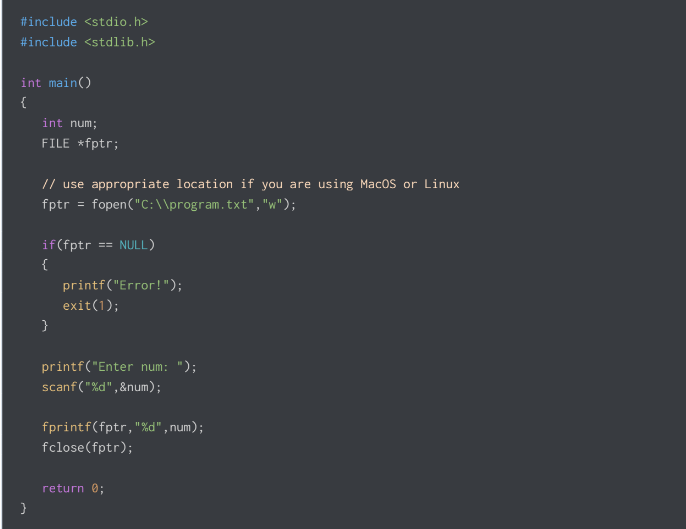 #include <stdio.h>
#include <stdlib.h>
int main()
{
int num;
FILE *fptr;
// use appropriate location if you are using MacOS or Linux
fptr = fopen("C:\\program.txt","w");
if(fptr == NULL)
{
printf("Error!");
exit(1);
}
printf("Enter num: ");
scanf("%d",&num);
fprintf(fptr,"%d",num);
fclose(fptr);
return 0;
}